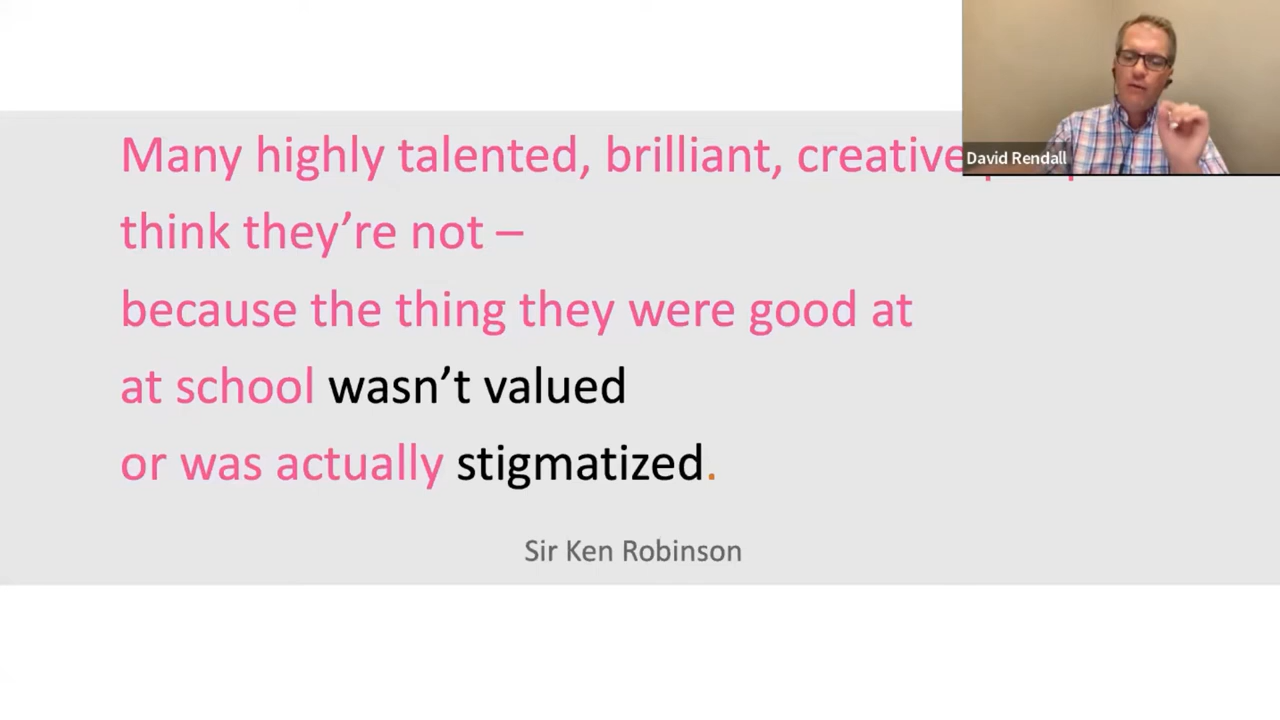 Many highly talented, brilliant, creative
David Rendall
think they’re not –
because the thing they were good at
at school wasn’t valued
or was actually stigmatized.
Sir Ken Robinson